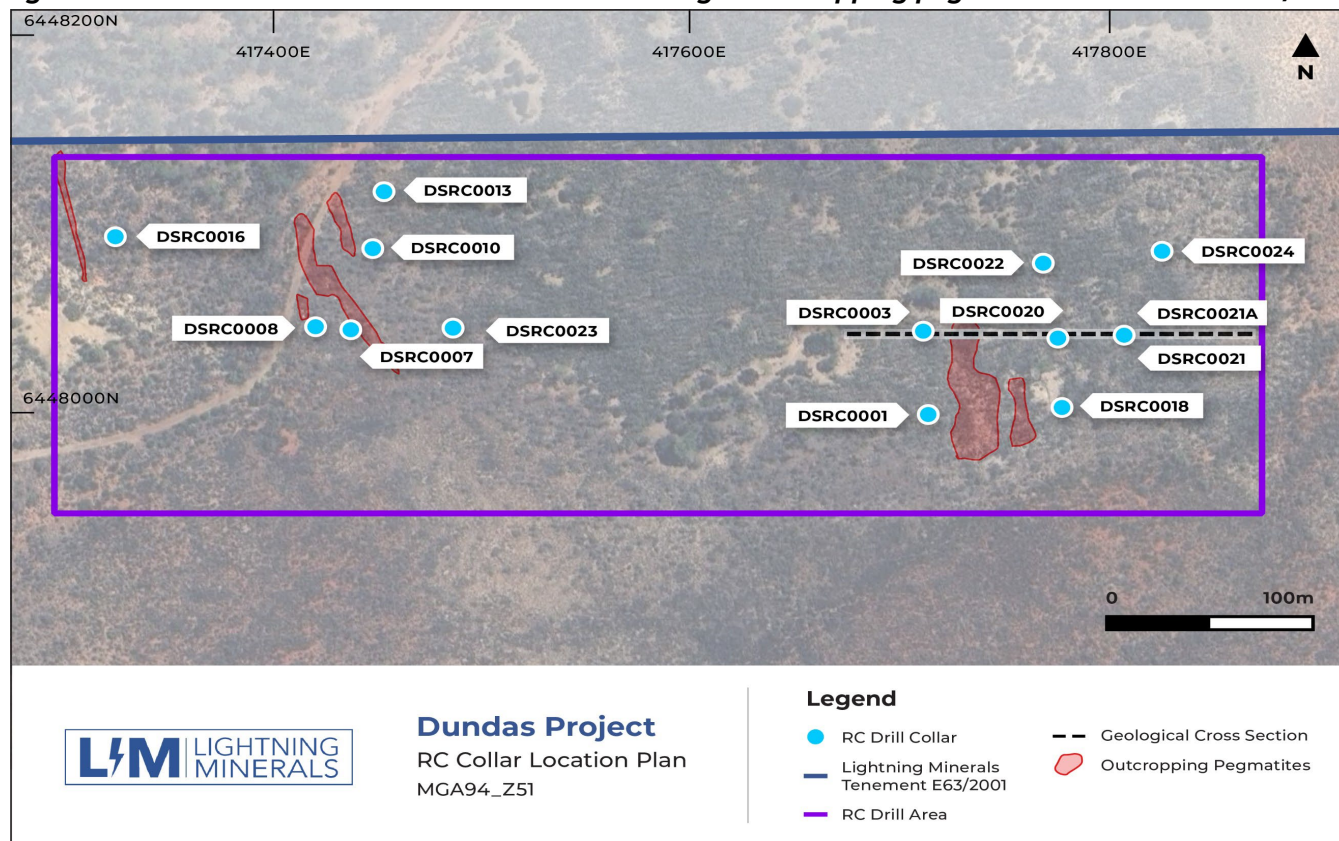 6448200N
417400E
417600E
417800E
N
DSRC0013
DSRC0016
DSRC0010
DSRC0024
DSRC0022
DSRC0003
DSRC0020
DSRC0021A
DSRC0008
DSRC0023
DSRC0007
DSRC0021
6448000N
DSRC0001
DSRC0018
0 100m
LM LIGHTNING
MINERALS
Dundas Project
RC Collar Location Plan
MGA94_Z51
Legend
RC Drill Collar
Lightning Minerals
Tenement E63/2001
RC Drill Area
Geological Cross Section
Outcropping Pegmatites